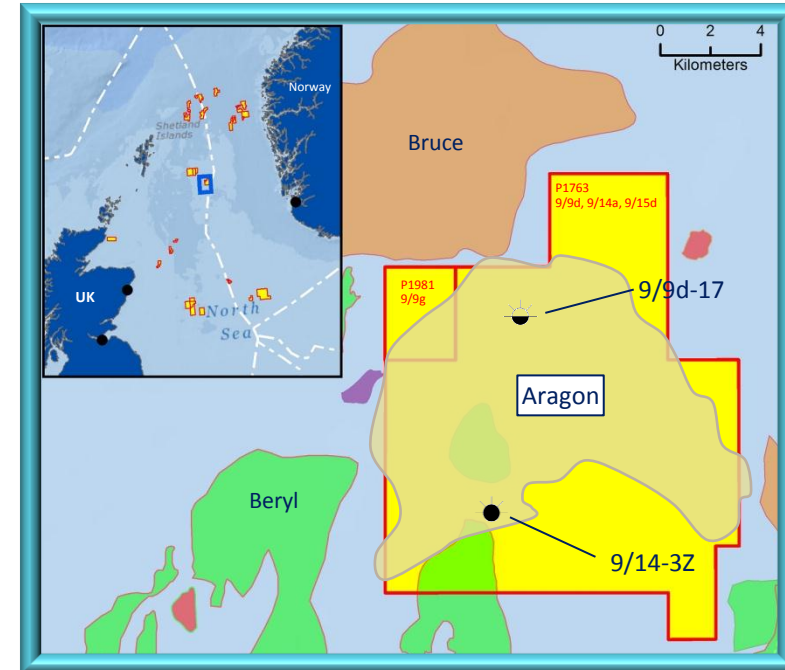 Norway
Shetland
Islands
UK
North
Sea
0 2 4
Kilometers
Bruce
P1763
9/9d, 9/14a, 9/15d
P1981
9/9g
9/9d-17
Aragon
Beryl
9/14-3Z